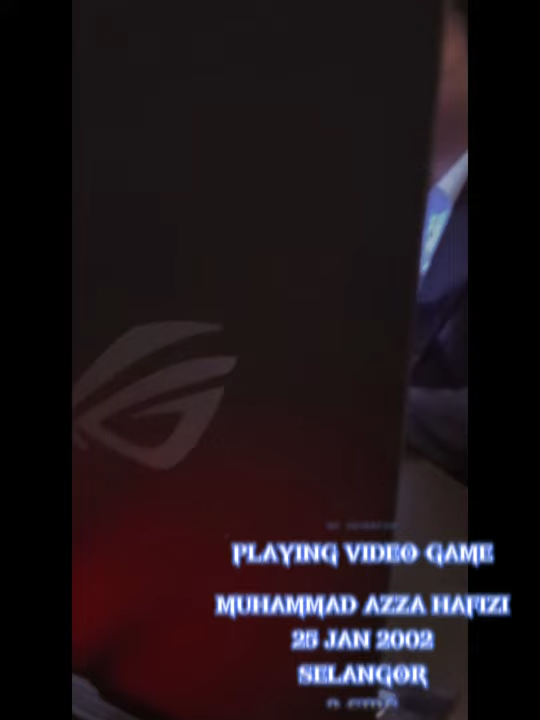 PLAYING VIDEO GAME
MUHAMMAD AZZA HAFIZI
25 JAN 2002
SELANGOR